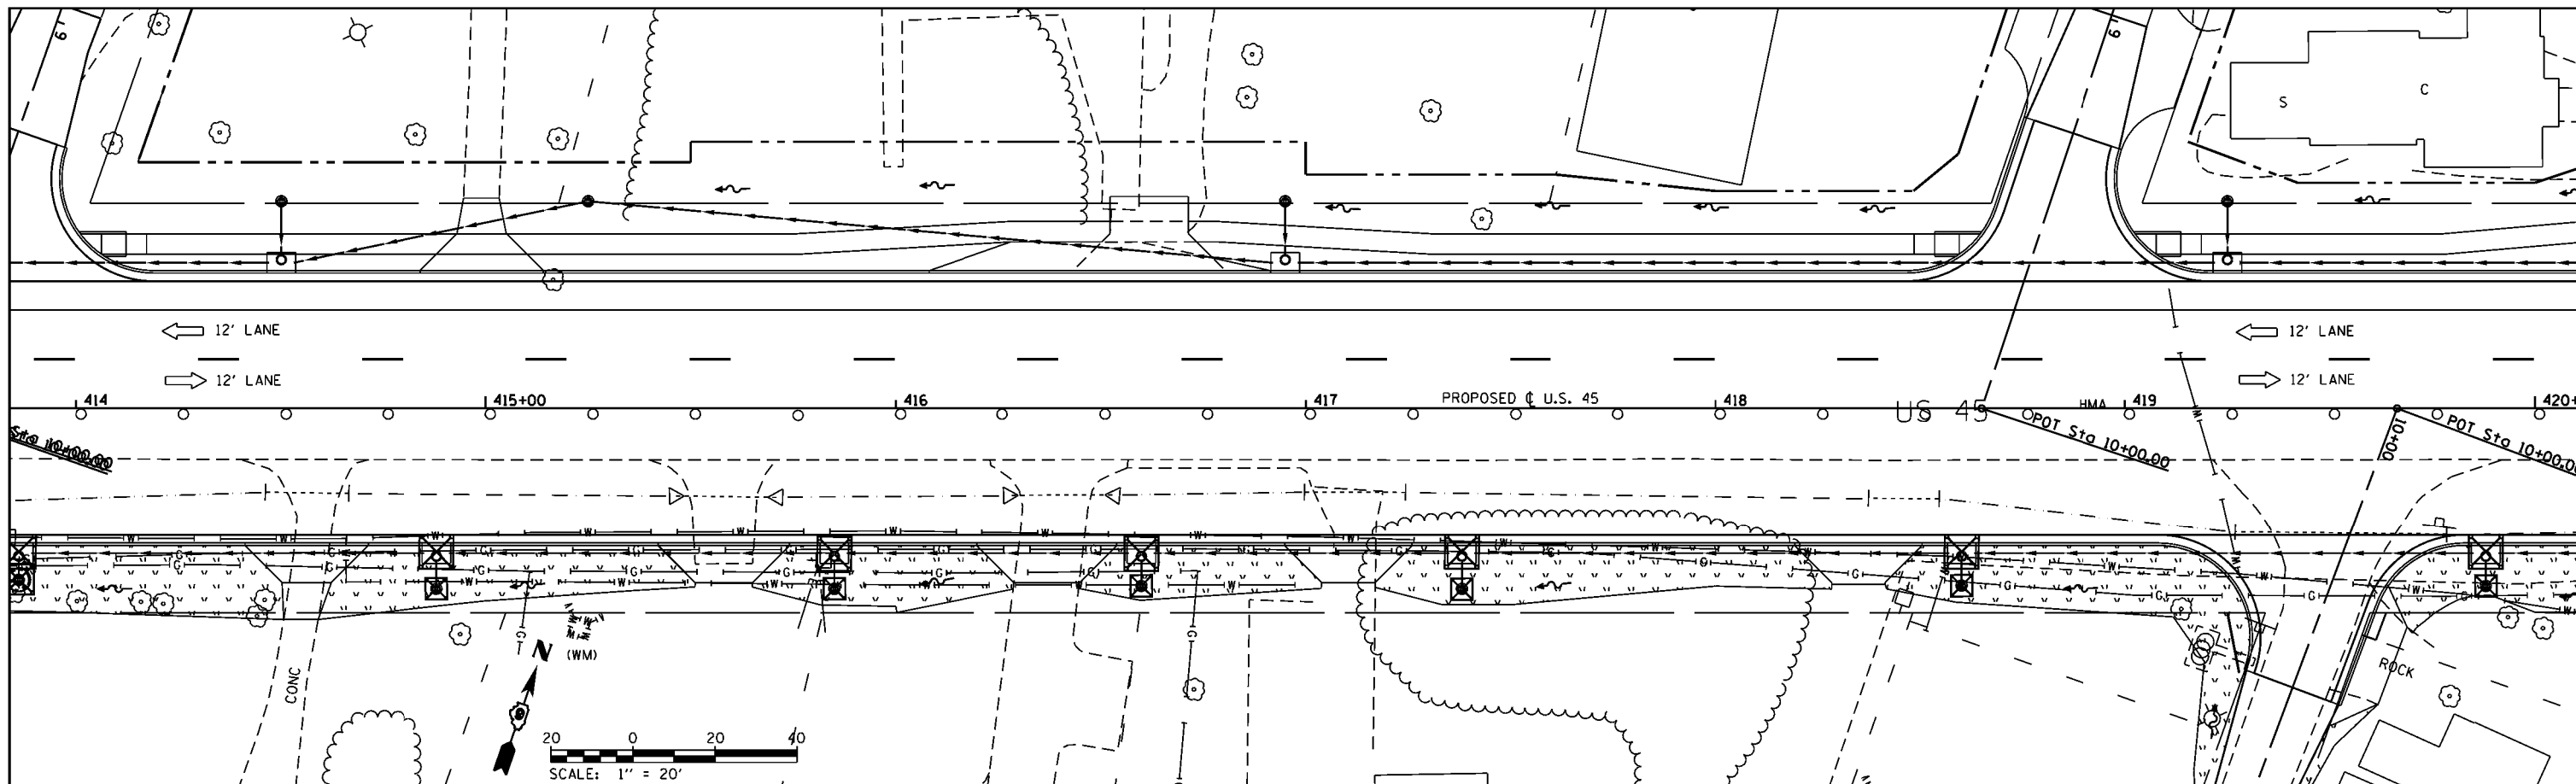 19
19
S
C
12' LANE
12' LANE
12' LANE
12' LANE
414
415+00
416
417
PROPOSED ℄ U.S. 45
418
US 45
HMA
419
420+
Sta 10+00.00
POT Sta 10+00.00
10+00
POT Sta 10+00.00
W W W W W W W W
G G G G G G G G
CONC
N
(WM)
ROCK
20 0 20 40
SCALE: 1'' = 20'